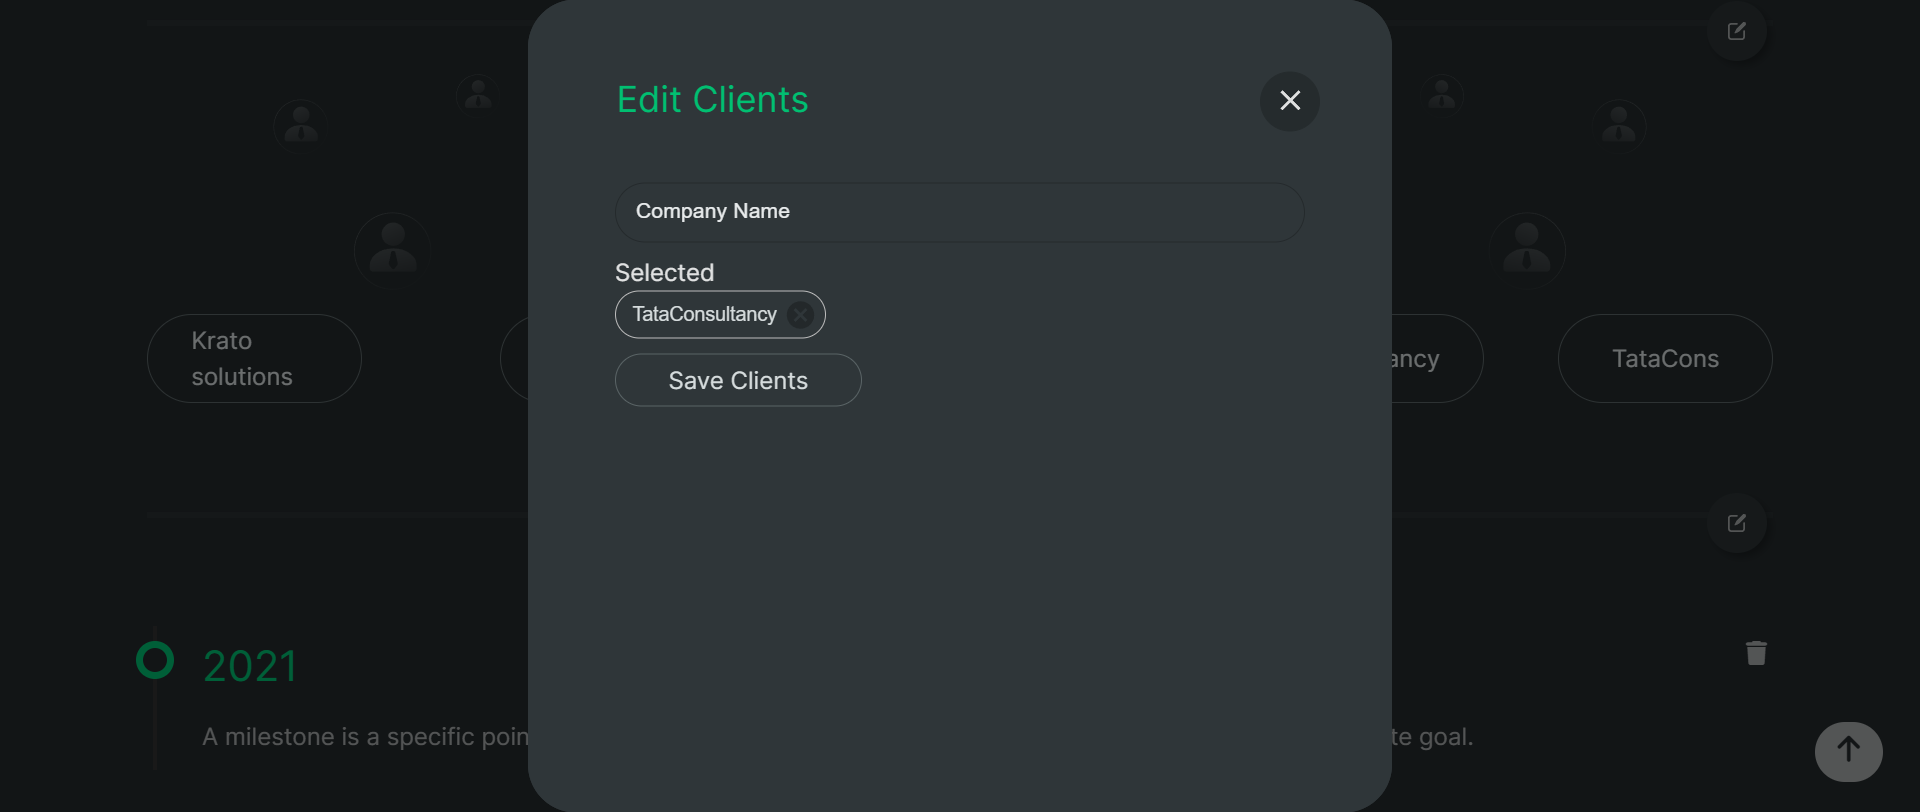 Edit Clients
Company Name
Selected
TataConsultancy
Save Clients
Krato
solutions
ancy
TataCons
2021
A milestone is a specific poin
te goal.